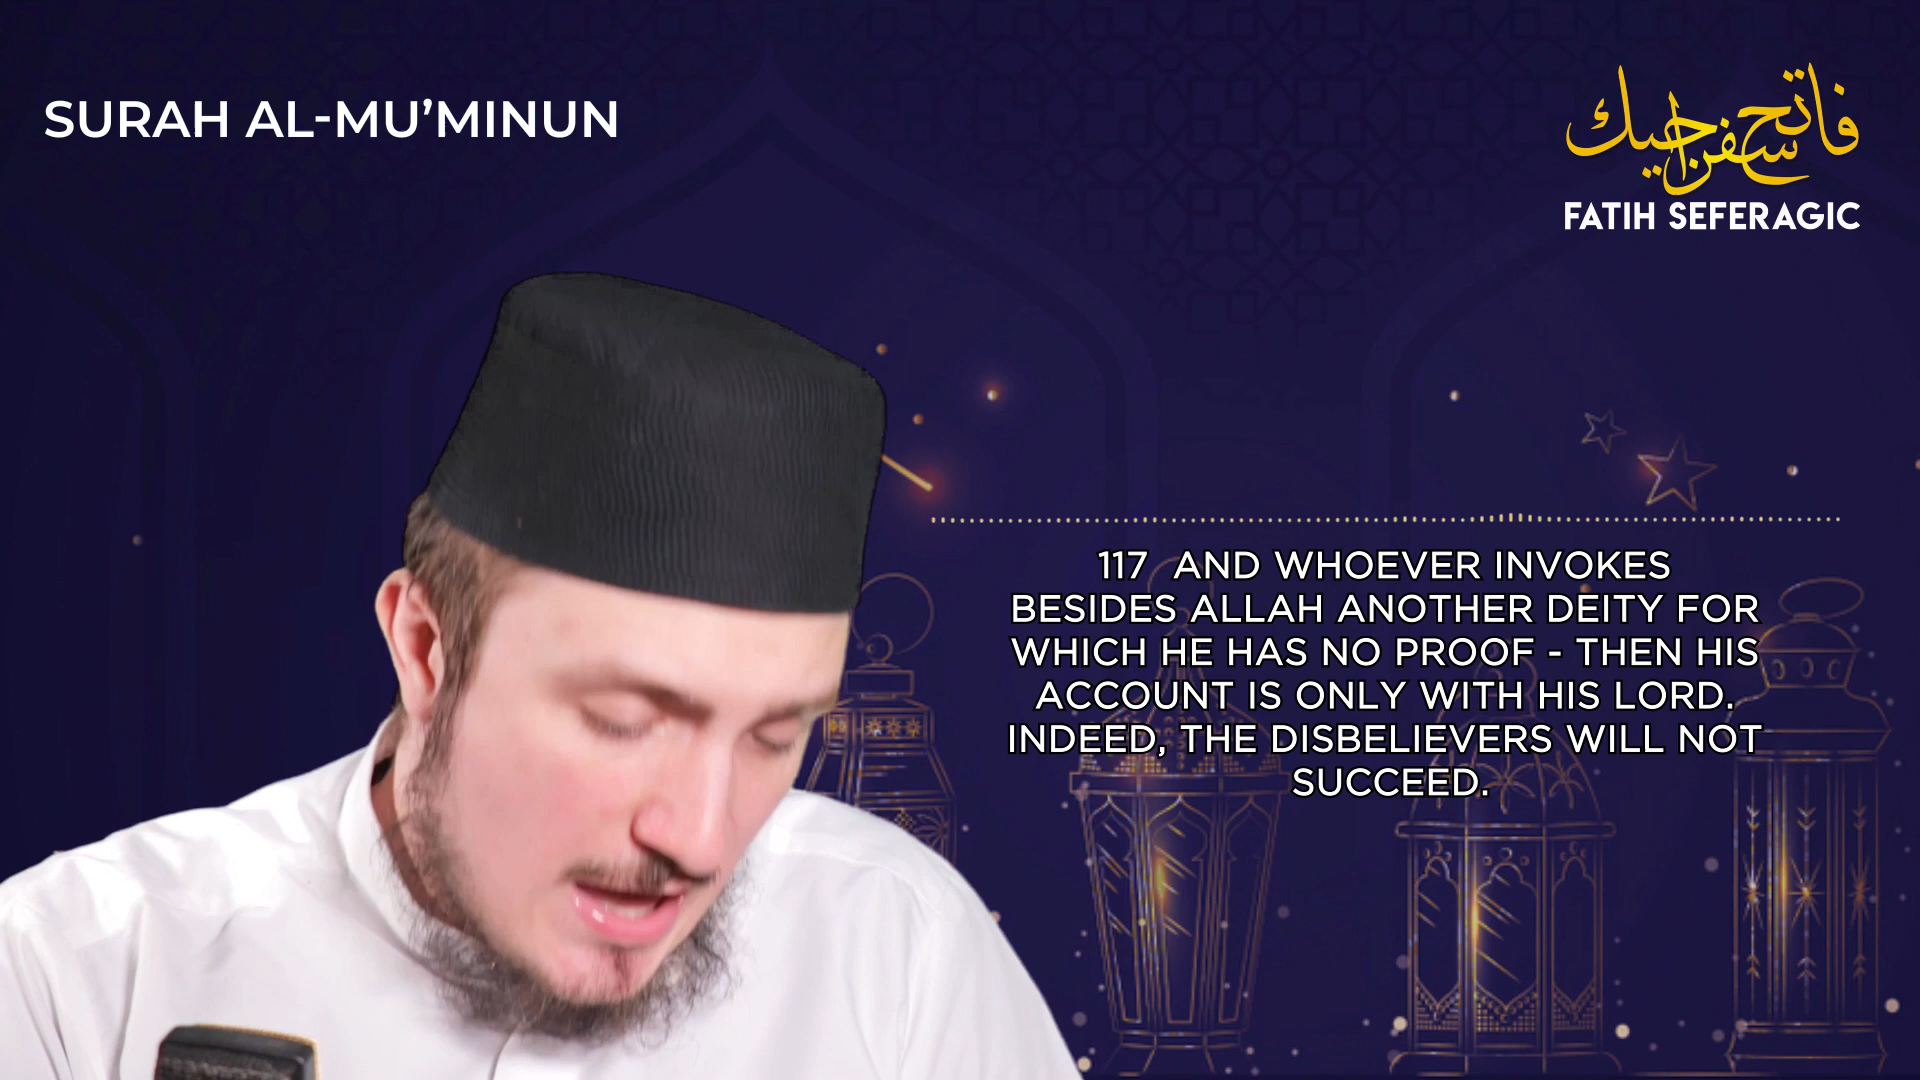 SURAH AL-MU’MINUN
فاتح سفراجيك
FATIH SEFERAGIC
117 AND WHOEVER INVOKES
BESIDES ALLAH ANOTHER DEITY FOR
WHICH HE HAS NO PROOF - THEN HIS
ACCOUNT IS ONLY WITH HIS LORD.
INDEED, THE DISBELIEVERS WILL NOT
SUCCEED.